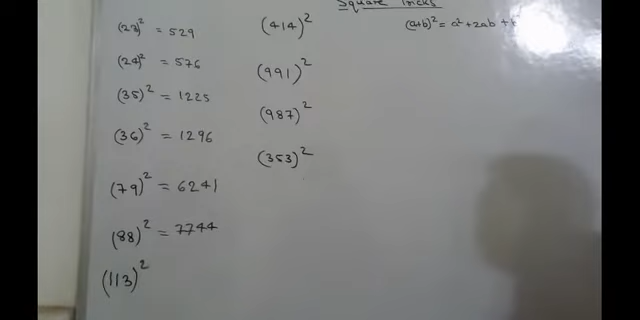 Square Tricks
(a+b)² = a² + 2ab +
(23)² = 529
(24)² = 576
(35)² = 1225
(36)² = 1296
(79)² = 6241
(88)² = 7744
(113)²
(414)²
(991)²
(987)²
(353)²